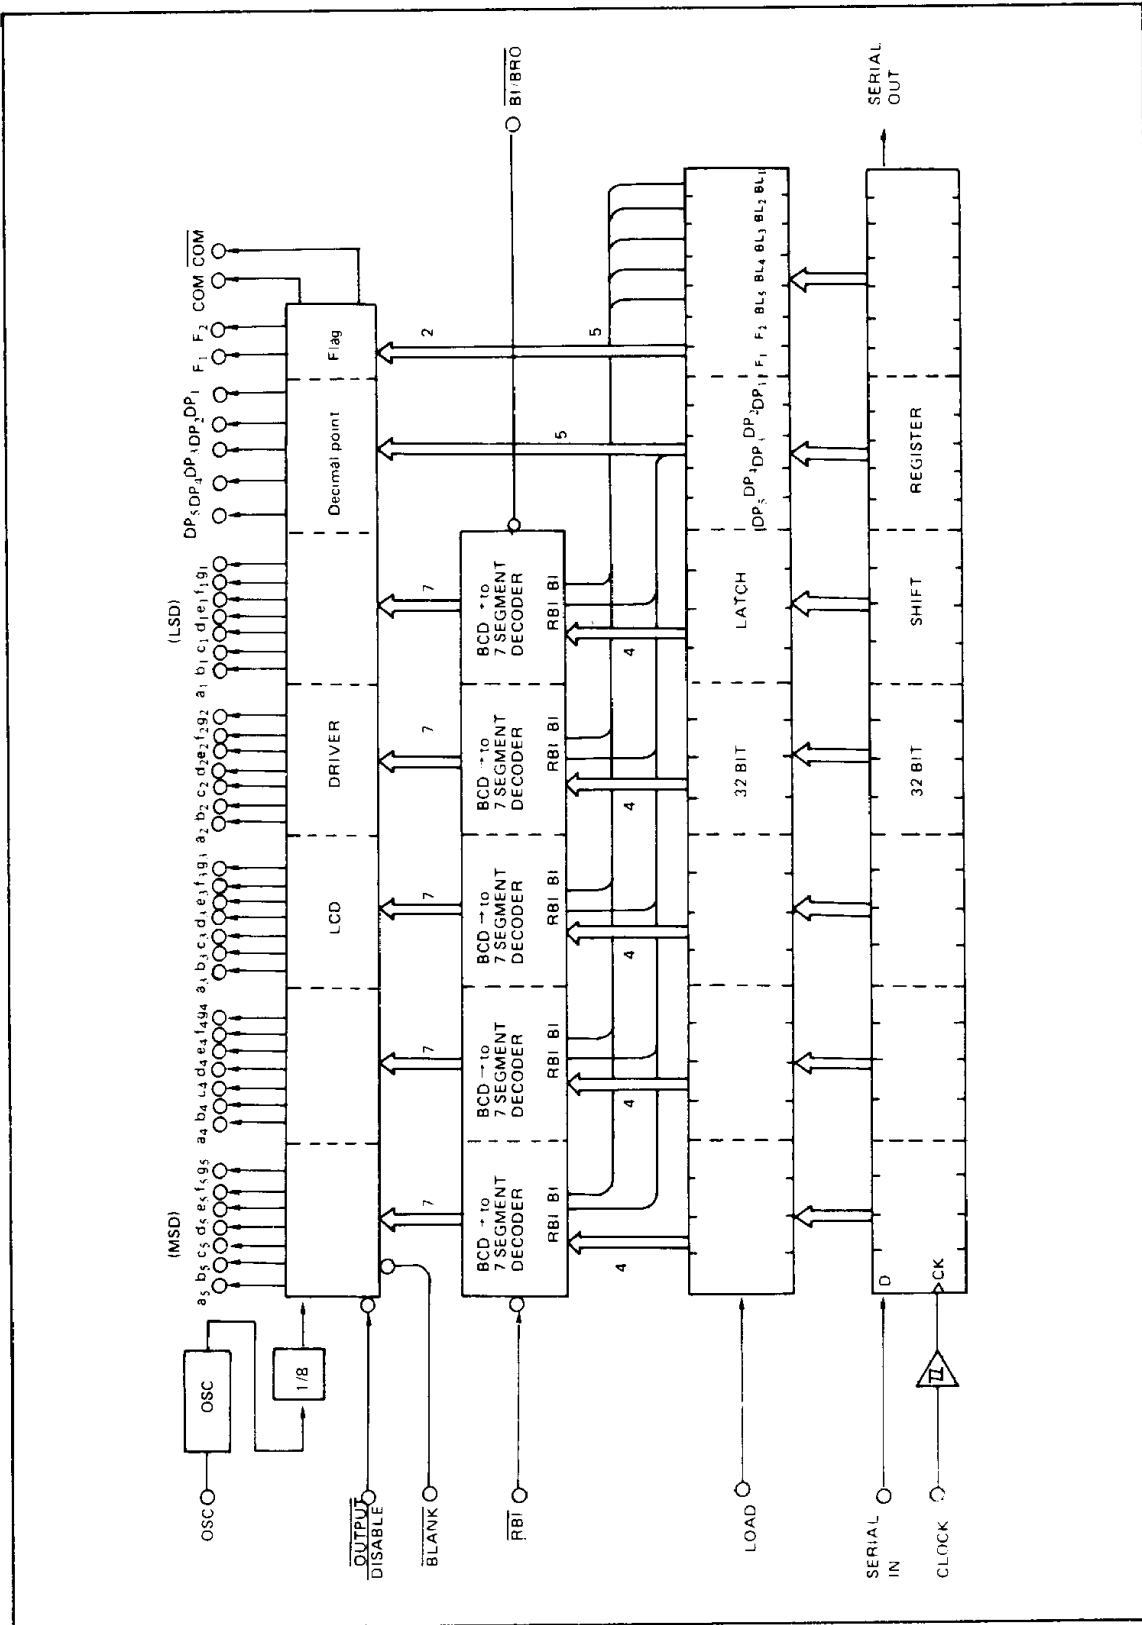 (MSD)
(LSD)
a5 b5 c5 d5 e5 f5 g5
a4 b4 c4 d4 e4 f4 g4
a3 b3 c3 d3 e3 f3 g3
a2 b2 c2 d2 e2 f2 g2
a1 b1 c1 d1 e1 f1 g1
DP5 DP4 DP3 DP2 DP1
F1 F2
COM
COM
OSC
OSC
1/8
LCD
DRIVER
Decimal point
Flag
OUTPUT
DISABLE
BLANK
7
7
7
7
7
5
2
BCD → to
7 SEGMENT
DECODER
RBI BI
BCD → to
7 SEGMENT
DECODER
RBI BI
BCD → to
7 SEGMENT
DECODER
RBI BI
BCD → to
7 SEGMENT
DECODER
RBI BI
BCD → to
7 SEGMENT
DECODER
RBI BI
RBI
BI/BRO
4
4
4
4
4
5
LOAD
32 BIT
LATCH
DP5 DP4 DP3 DP2 DP1 F1 F2 BL5 BL4 BL3 BL2 BL1
SERIAL
IN
D
32 BIT
SHIFT
REGISTER
SERIAL
OUT
CLOCK
CK